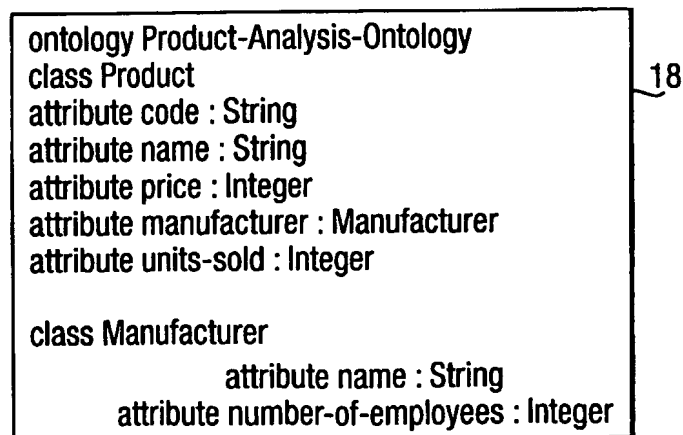 ontology Product-Analysis-Ontology
class Product
attribute code : String
attribute name : String
attribute price : Integer
attribute manufacturer : Manufacturer
attribute units-sold : Integer
class Manufacturer
attribute name : String
attribute number-of-employees : Integer
18